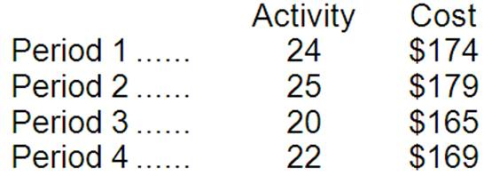 Activity Cost
Period 1 ...... 24 $174
Period 2 ...... 25 $179
Period 3 ...... 20 $165
Period 4 ...... 22 $169